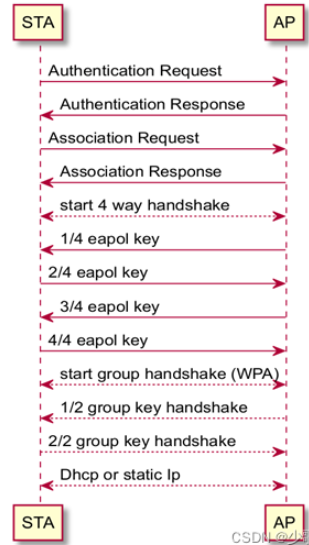 STA AP
Authentication Request
Authentication Response
Association Request
Association Response
start 4 way handshake
1/4 eapol key
2/4 eapol key
3/4 eapol key
4/4 eapol key
start group handshake (WPA)
1/2 group key handshake
2/2 group key handshake
Dhcp or static Ip
STA AP
CSDN